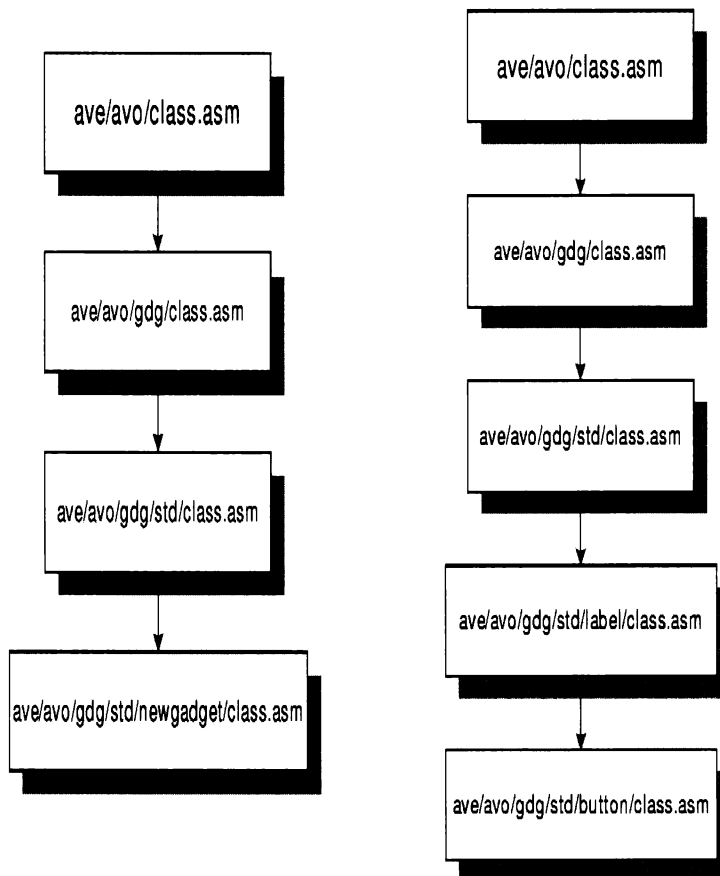 ave/avo/class.asm
ave/avo/gdg/class.asm
ave/avo/gdg/std/class.asm
ave/avo/gdg/std/newgadget/class.asm
ave/avo/class.asm
ave/avo/gdg/class.asm
ave/avo/gdg/std/class.asm
ave/avo/gdg/std/label/class.asm
ave/avo/gdg/std/button/class.asm